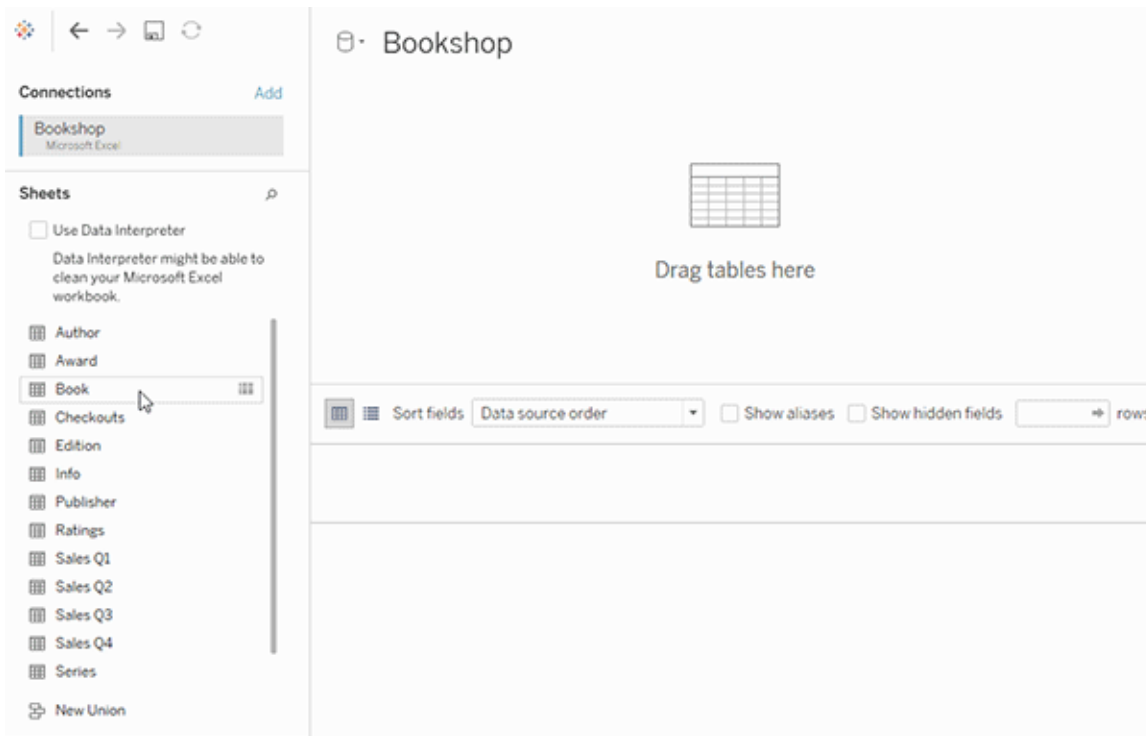 Bookshop
Connections
Add
Bookshop
Microsoft Excel
Sheets
Use Data Interpreter
Data Interpreter might be able to
clean your Microsoft Excel
workbook.
Author
Award
Book
Checkouts
Edition
Info
Publisher
Ratings
Sales Q1
Sales Q2
Sales Q3
Sales Q4
Series
New Union
Drag tables here
Sort fields Data source order Show aliases Show hidden fields rows